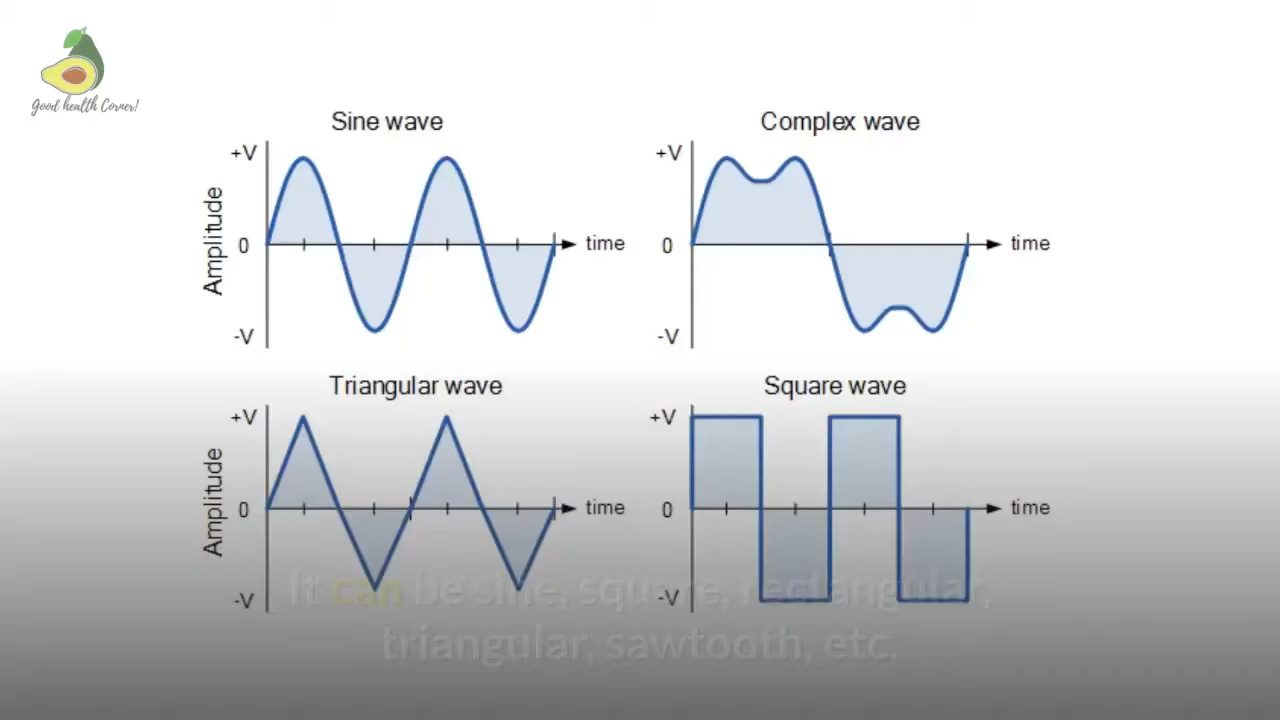 Good health Corner!
Sine wave
Complex wave
+V
+V
Amplitude
0
time
0
time
-V
-V
Triangular wave
Square wave
+V
+V
Amplitude
0
time
0
time
-V
-V
It can be sine, square, rectangular,
triangular, sawtooth, etc.